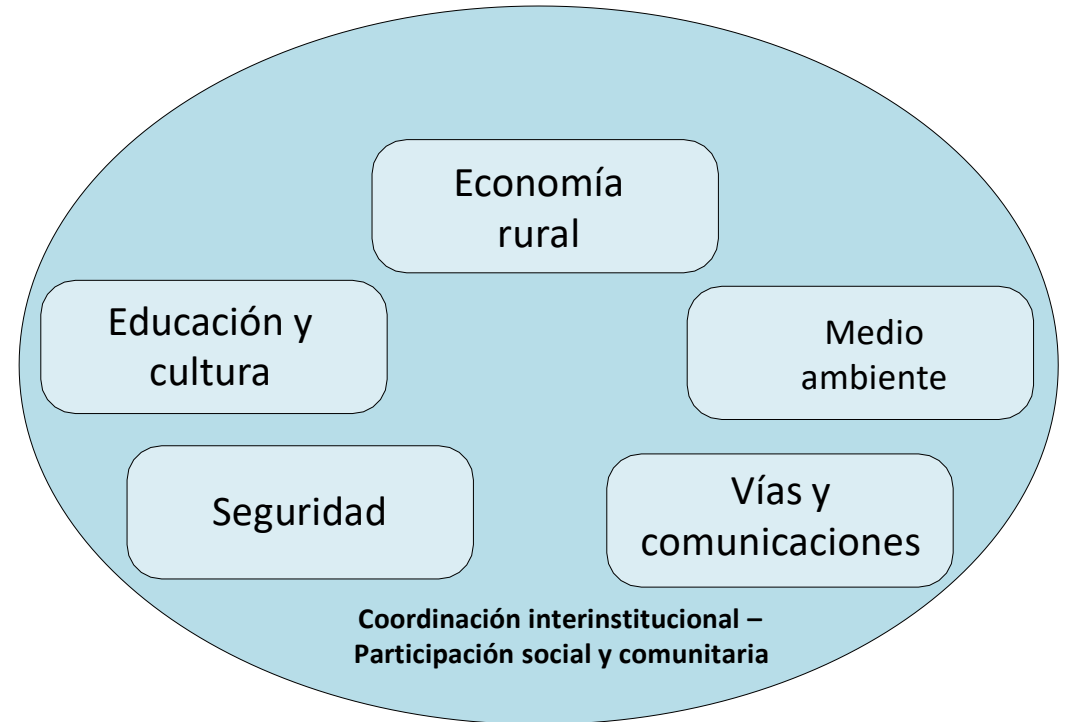 Economía
rural
Educación y
cultura
Medio
ambiente
Seguridad
Vías y
comunicaciones
Coordinación interinstitucional –
Participación social y comunitaria